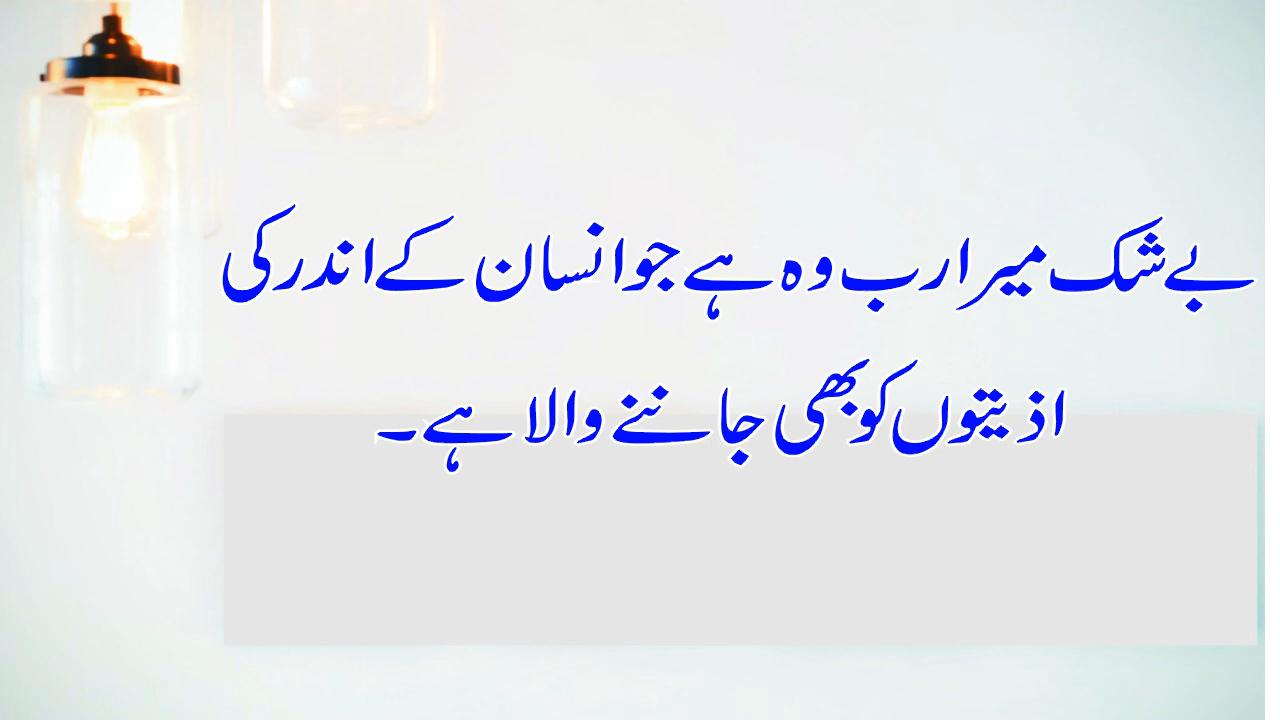 بے شک میرا رب وہ ہے جو انسان کے اندر کی
اذیتوں کو بھی جاننے والا ہے۔